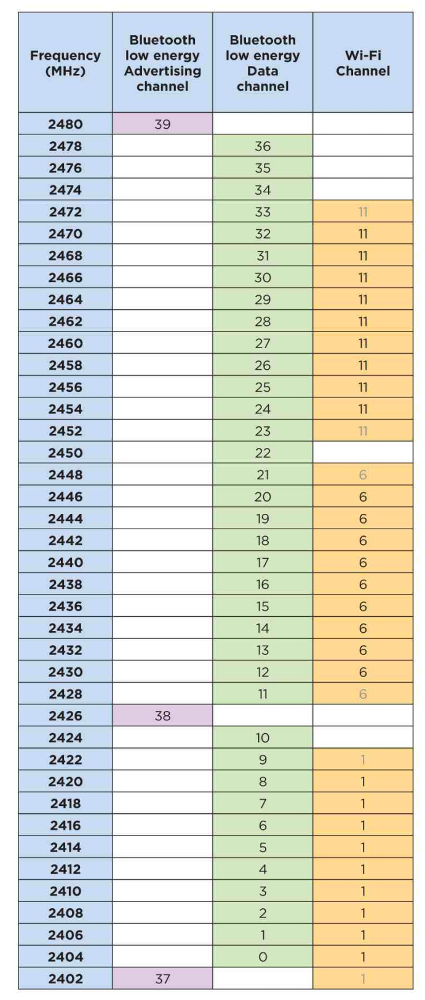 Frequency (MHz) Bluetooth low energy Advertising channel Bluetooth low energy Data channel Wi-Fi Channel
2480 39
2478 36
2476 35
2474 34
2472 33 11
2470 32 11
2468 31 11
2466 30 11
2464 29 11
2462 28 11
2460 27 11
2458 26 11
2456 25 11
2454 24 11
2452 23 11
2450 22
2448 21 6
2446 20 6
2444 19 6
2442 18 6
2440 17 6
2438 16 6
2436 15 6
2434 14 6
2432 13 6
2430 12 6
2428 11 6
2426 38
2424 10
2422 9 1
2420 8 1
2418 7 1
2416 6 1
2414 5 1
2412 4 1
2410 3 1
2408 2 1
2406 1 1
2404 0 1
2402 37 1